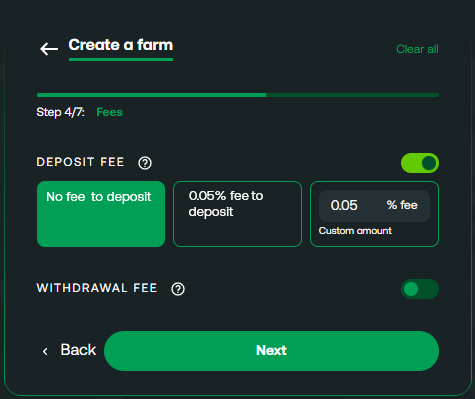 Create a farm
Clear all
Step 4/7: Fees
DEPOSIT FEE
No fee to deposit
0.05% fee to
deposit
0.05 % fee
Custom amount
WITHDRAWAL FEE
Back
Next